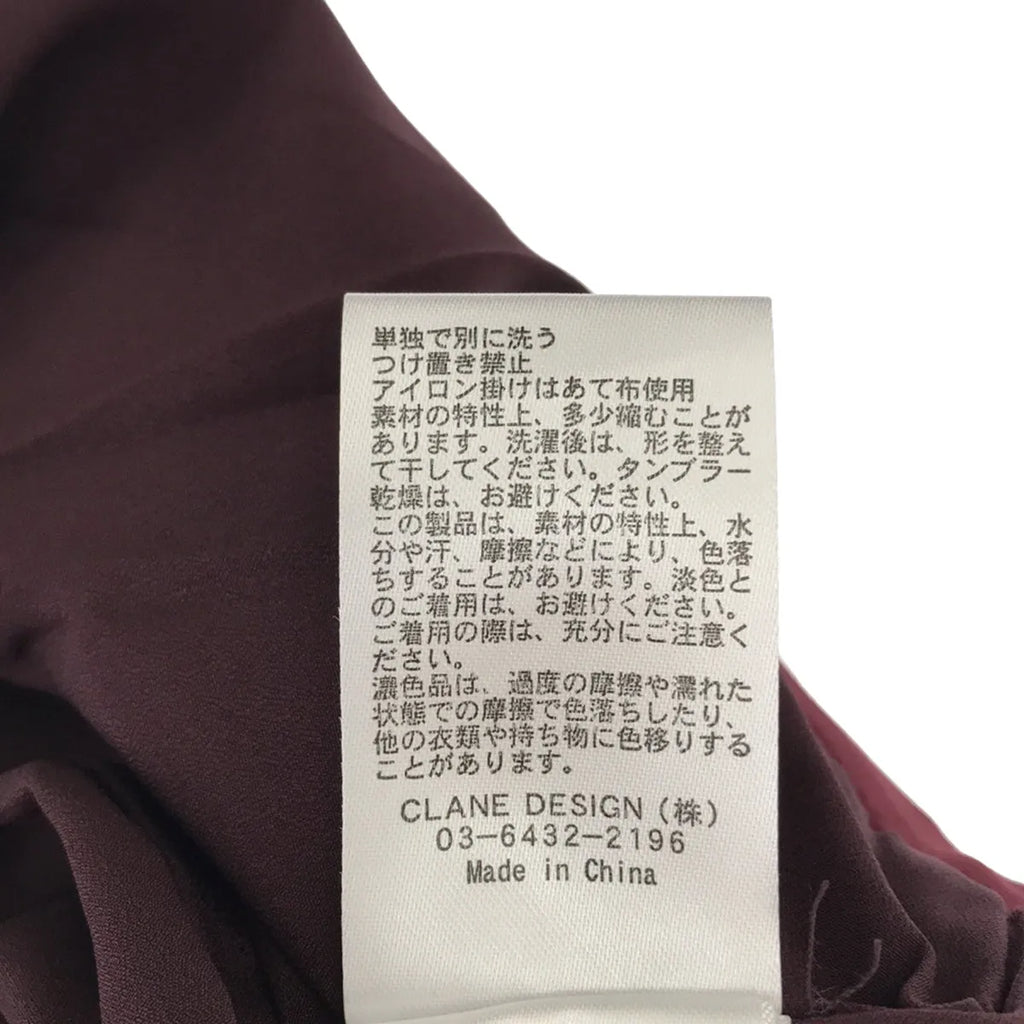 単独で別に洗う
つけ置き禁止
アイロン掛けはあて布使用
素材の特性上、多少縮むことが
あります。洗濯後は、形を整え
て干してください。タンブラー
乾燥は、お避けください。
この製品は、素材の特性上、水
分や汗、摩擦などにより、色落
ちすることがあります。淡色と
のご着用は、お避けください。
ご着用の際は、充分にご注意く
ださい。
濃色品は、過度の摩擦や濡れた
状態での摩擦で色落ちしたり、
他の衣類や持ち物に色移りする
ことがあります。
CLANE DESIGN (株)
03-6432-2196
Made in China